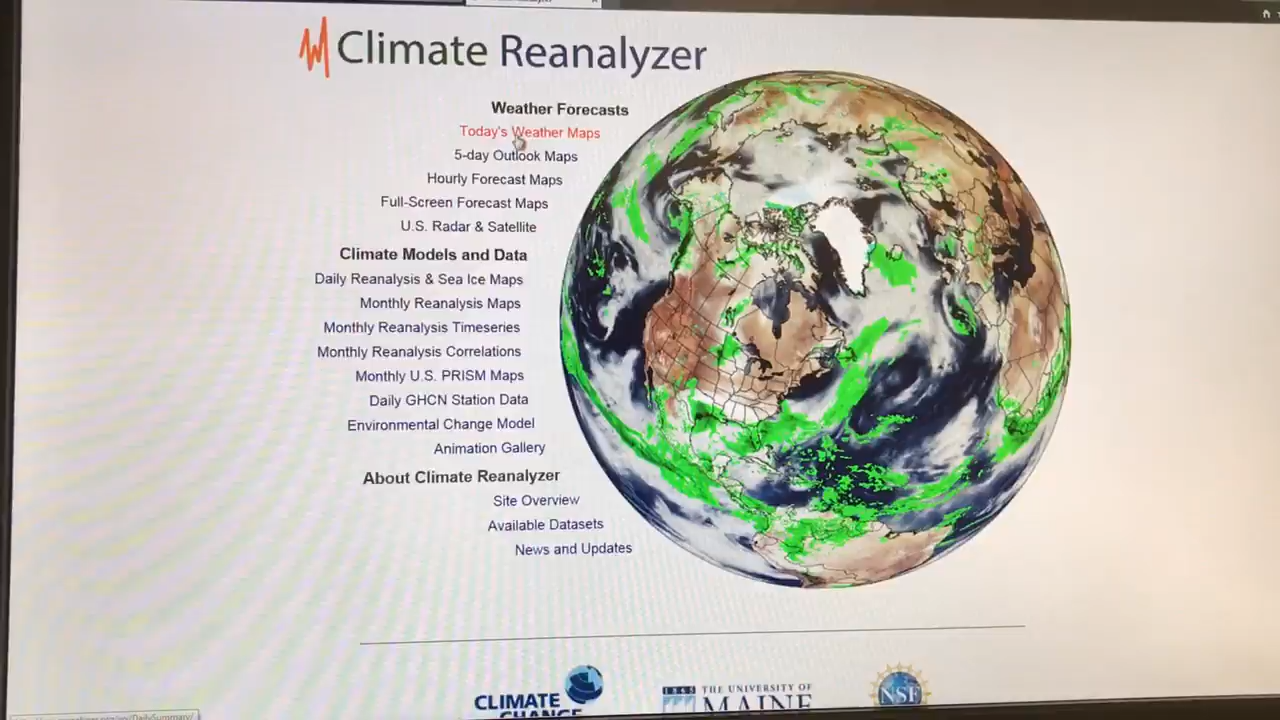 Climate Reanalyzer
Weather Forecasts
Today's Weather Maps
5-day Outlook Maps
Hourly Forecast Maps
Full-Screen Forecast Maps
U.S. Radar & Satellite
Climate Models and Data
Daily Reanalysis & Sea Ice Maps
Monthly Reanalysis Maps
Monthly Reanalysis Timeseries
Monthly Reanalysis Correlations
Monthly U.S. PRISM Maps
Daily GHCN Station Data
Environmental Change Model
Animation Gallery
About Climate Reanalyzer
Site Overview
Available Datasets
News and Updates
CLIMATE
CHANGE
1865 THE UNIVERSITY OF
MAINE
NSF